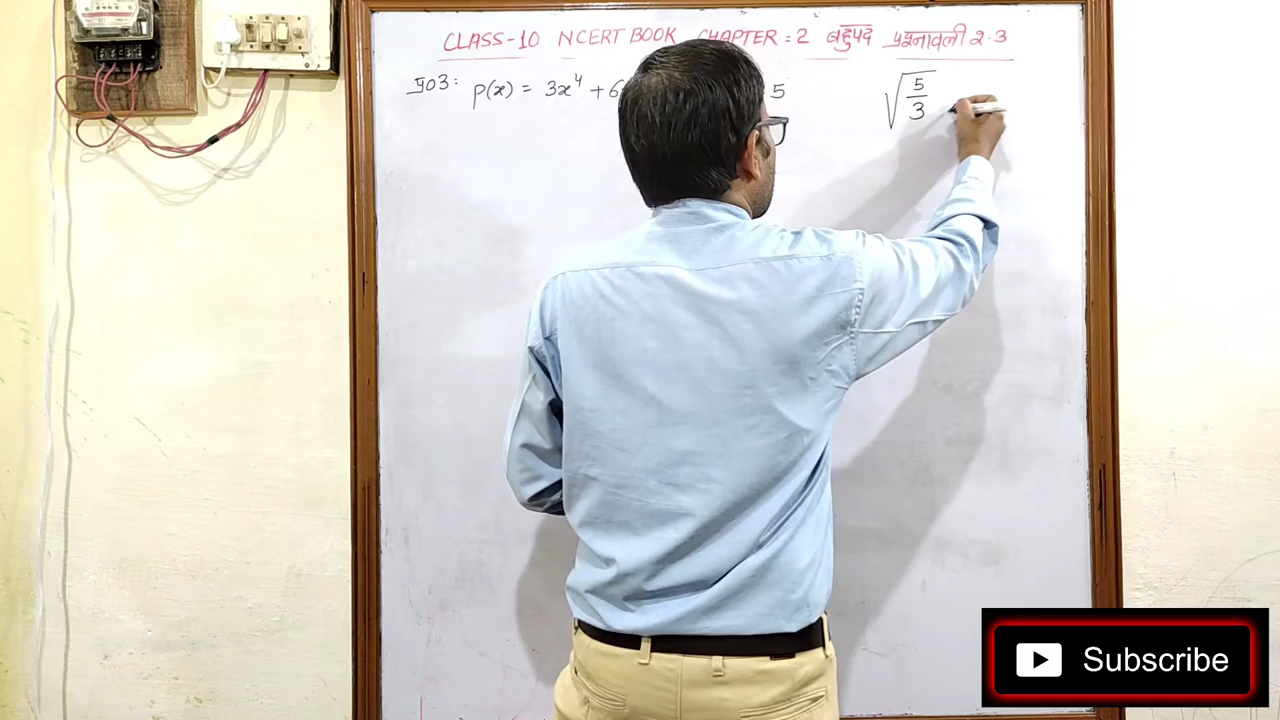 CLASS-10 NCERT BOOK CHAPTER:2 बहुपद प्रश्नावली 2.3
प्र03: p(x) = 3x⁴ + 6 5 √5/3
Subscribe